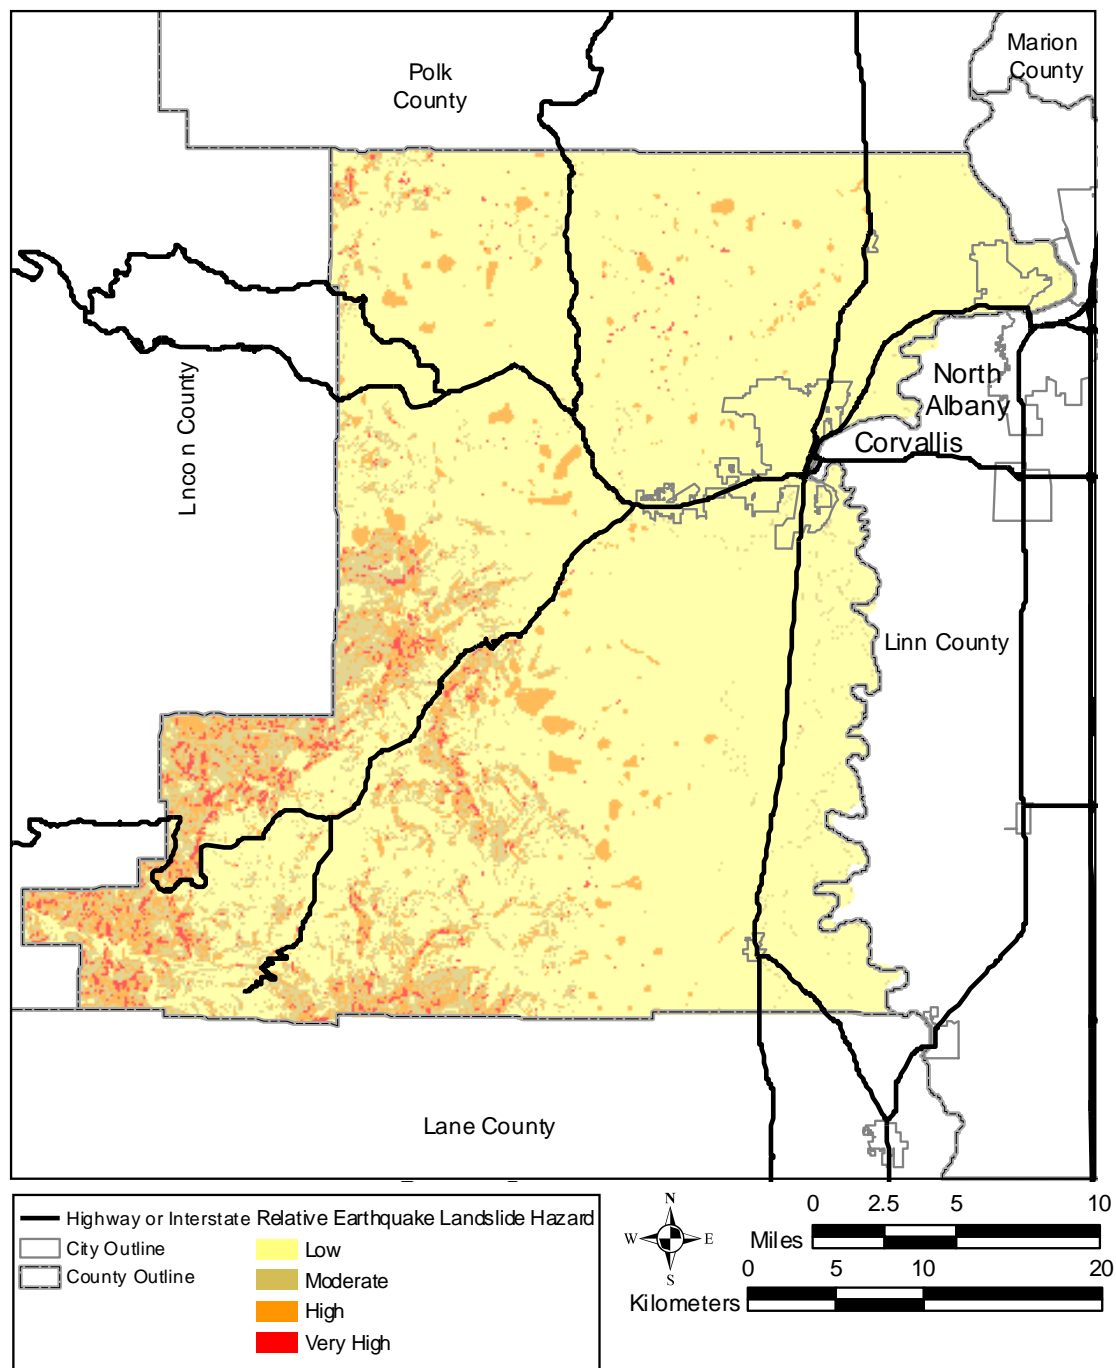 Polk
County
Marion
County
Lncoln County
North
Albany
Corvallis
Linn County
Lane County
Highway or Interstate
City Outline
County Outline
Relative Earthquake Landslide Hazard
Low
Moderate
High
Very High
N
W
E
S
0 2.5 5 10
Miles
0 5 10 20
Kilometers